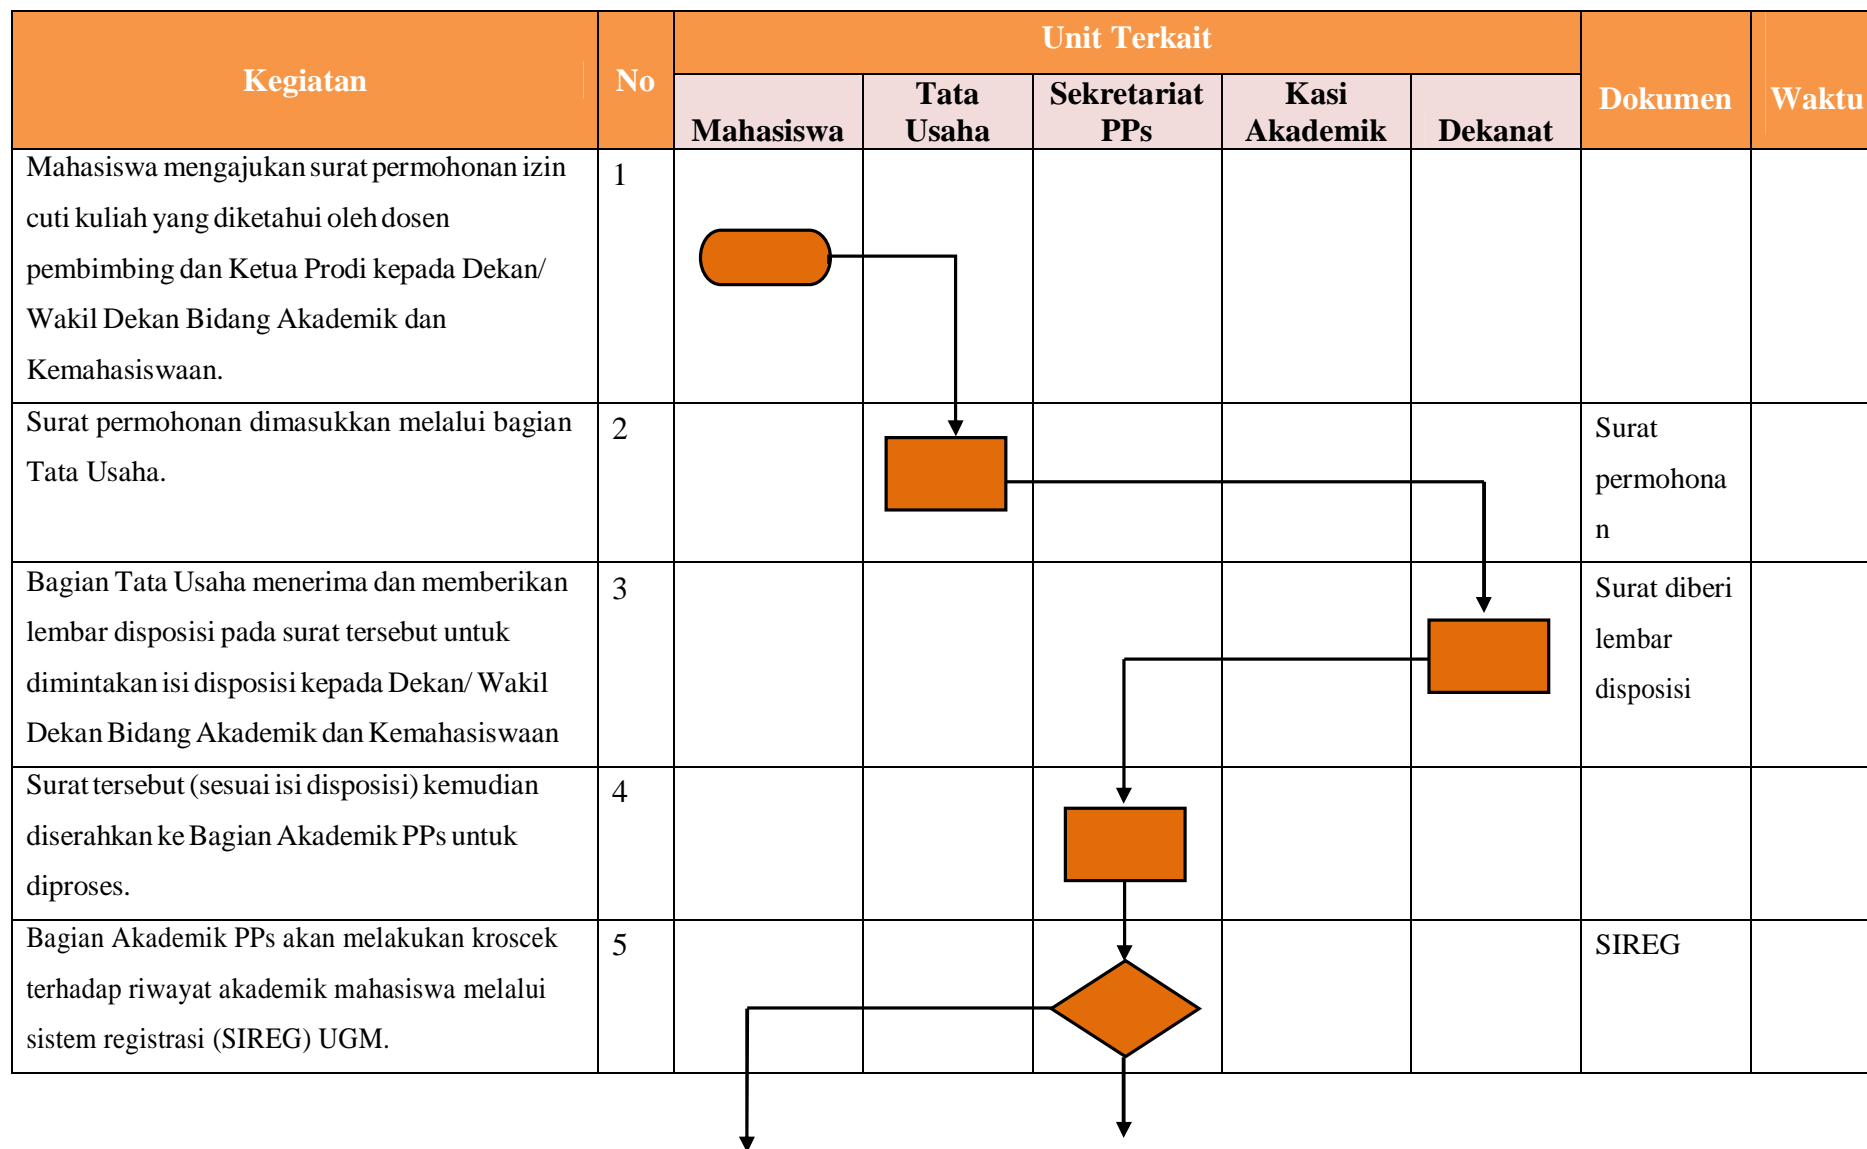 Kegiatan
No
Unit Terkait
Dokumen
Waktu
Mahasiswa
Tata
Usaha
Sekretariat
PPs
Kasi
Akademik
Dekanat
Mahasiswa mengajukan surat permohonan izin
cuti kuliah yang diketahui oleh dosen
pembimbing dan Ketua Prodi kepada Dekan/
Wakil Dekan Bidang Akademik dan
Kemahasiswaan.
1
Surat permohonan dimasukkan melalui bagian
Tata Usaha.
2
Surat
permohona
n
Bagian Tata Usaha menerima dan memberikan
lembar disposisi pada surat tersebut untuk
dimintakan isi disposisi kepada Dekan/ Wakil
Dekan Bidang Akademik dan Kemahasiswaan
3
Surat diberi
lembar
disposisi
Surat tersebut (sesuai isi disposisi) kemudian
diserahkan ke Bagian Akademik PPs untuk
diproses.
4
Bagian Akademik PPs akan melakukan kroscek
terhadap riwayat akademik mahasiswa melalui
sistem registrasi (SIREG) UGM.
5
SIREG